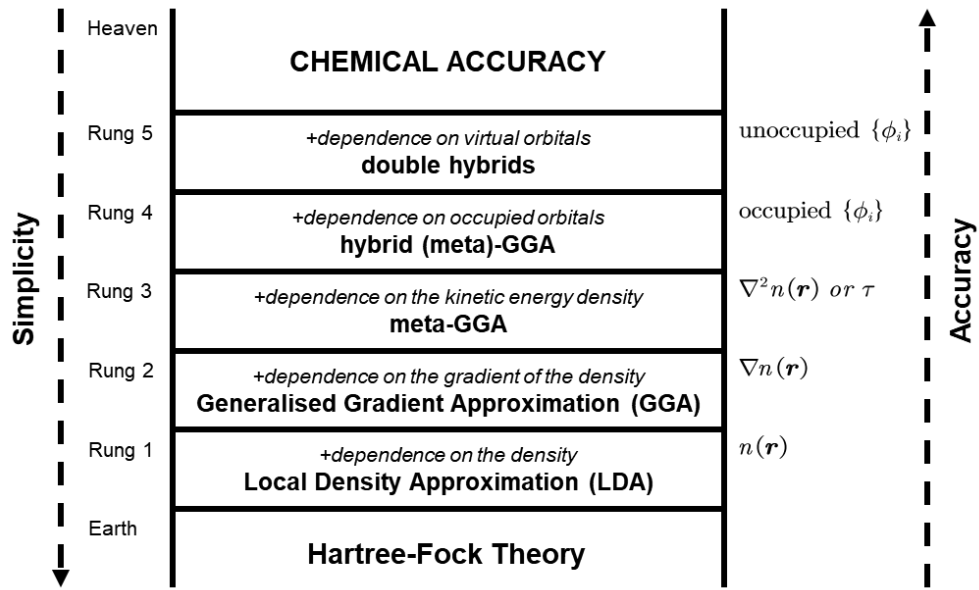 Heaven
CHEMICAL ACCURACY
Rung 5
+dependence on virtual orbitals
double hybrids
unoccupied {ϕᵢ}
Rung 4
+dependence on occupied orbitals
hybrid (meta)-GGA
occupied {ϕᵢ}
Rung 3
+dependence on the kinetic energy density
meta-GGA
∇²n(r) or τ
Rung 2
+dependence on the gradient of the density
Generalised Gradient Approximation (GGA)
∇n(r)
Rung 1
+dependence on the density
Local Density Approximation (LDA)
n(r)
Earth
Hartree-Fock Theory
Simplicity
Accuracy